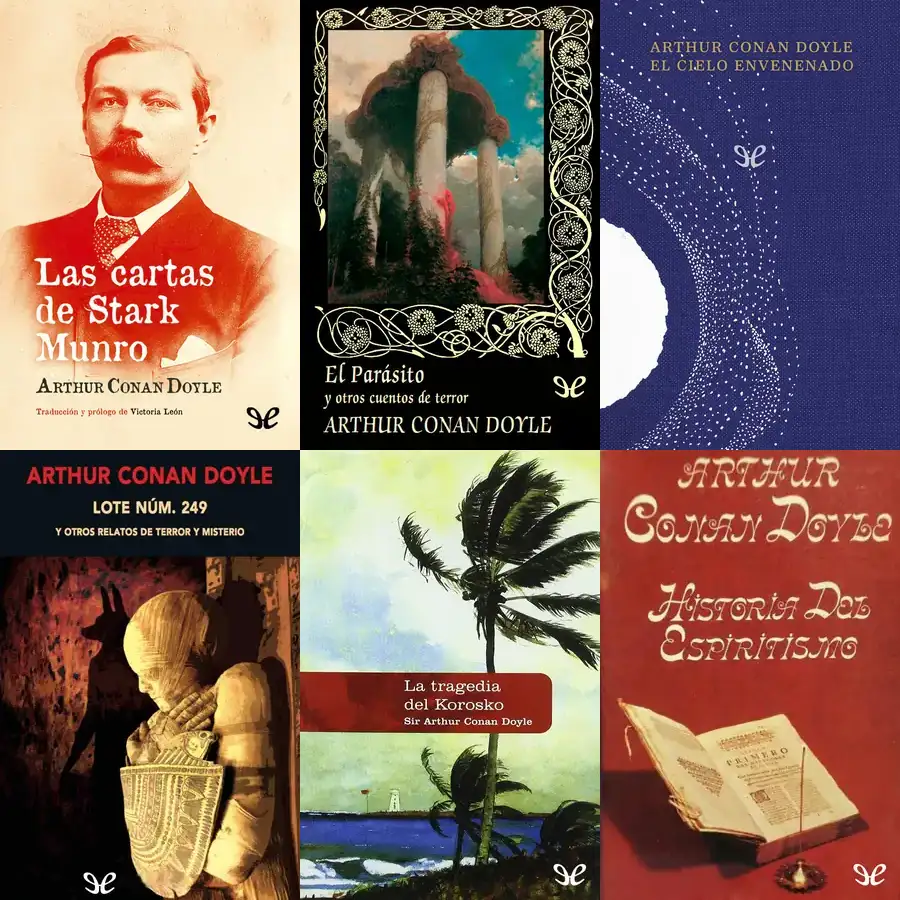 Las cartas
de Stark
Munro
ARTHUR CONAN DOYLE
Traducción y prólogo de Victoria León
El Parásito
y otros cuentos de terror
ARTHUR CONAN DOYLE
ARTHUR CONAN DOYLE
EL CIELO ENVENENADO
ARTHUR CONAN DOYLE
LOTE NÚM. 249
Y OTROS RELATOS DE TERROR Y MISTERIO
La tragedia
del Korosko
Sir Arthur Conan Doyle
ARTHUR
CONAN DOYLE
HISTORIA DEL
ESPIRITISMO
PRIMERO